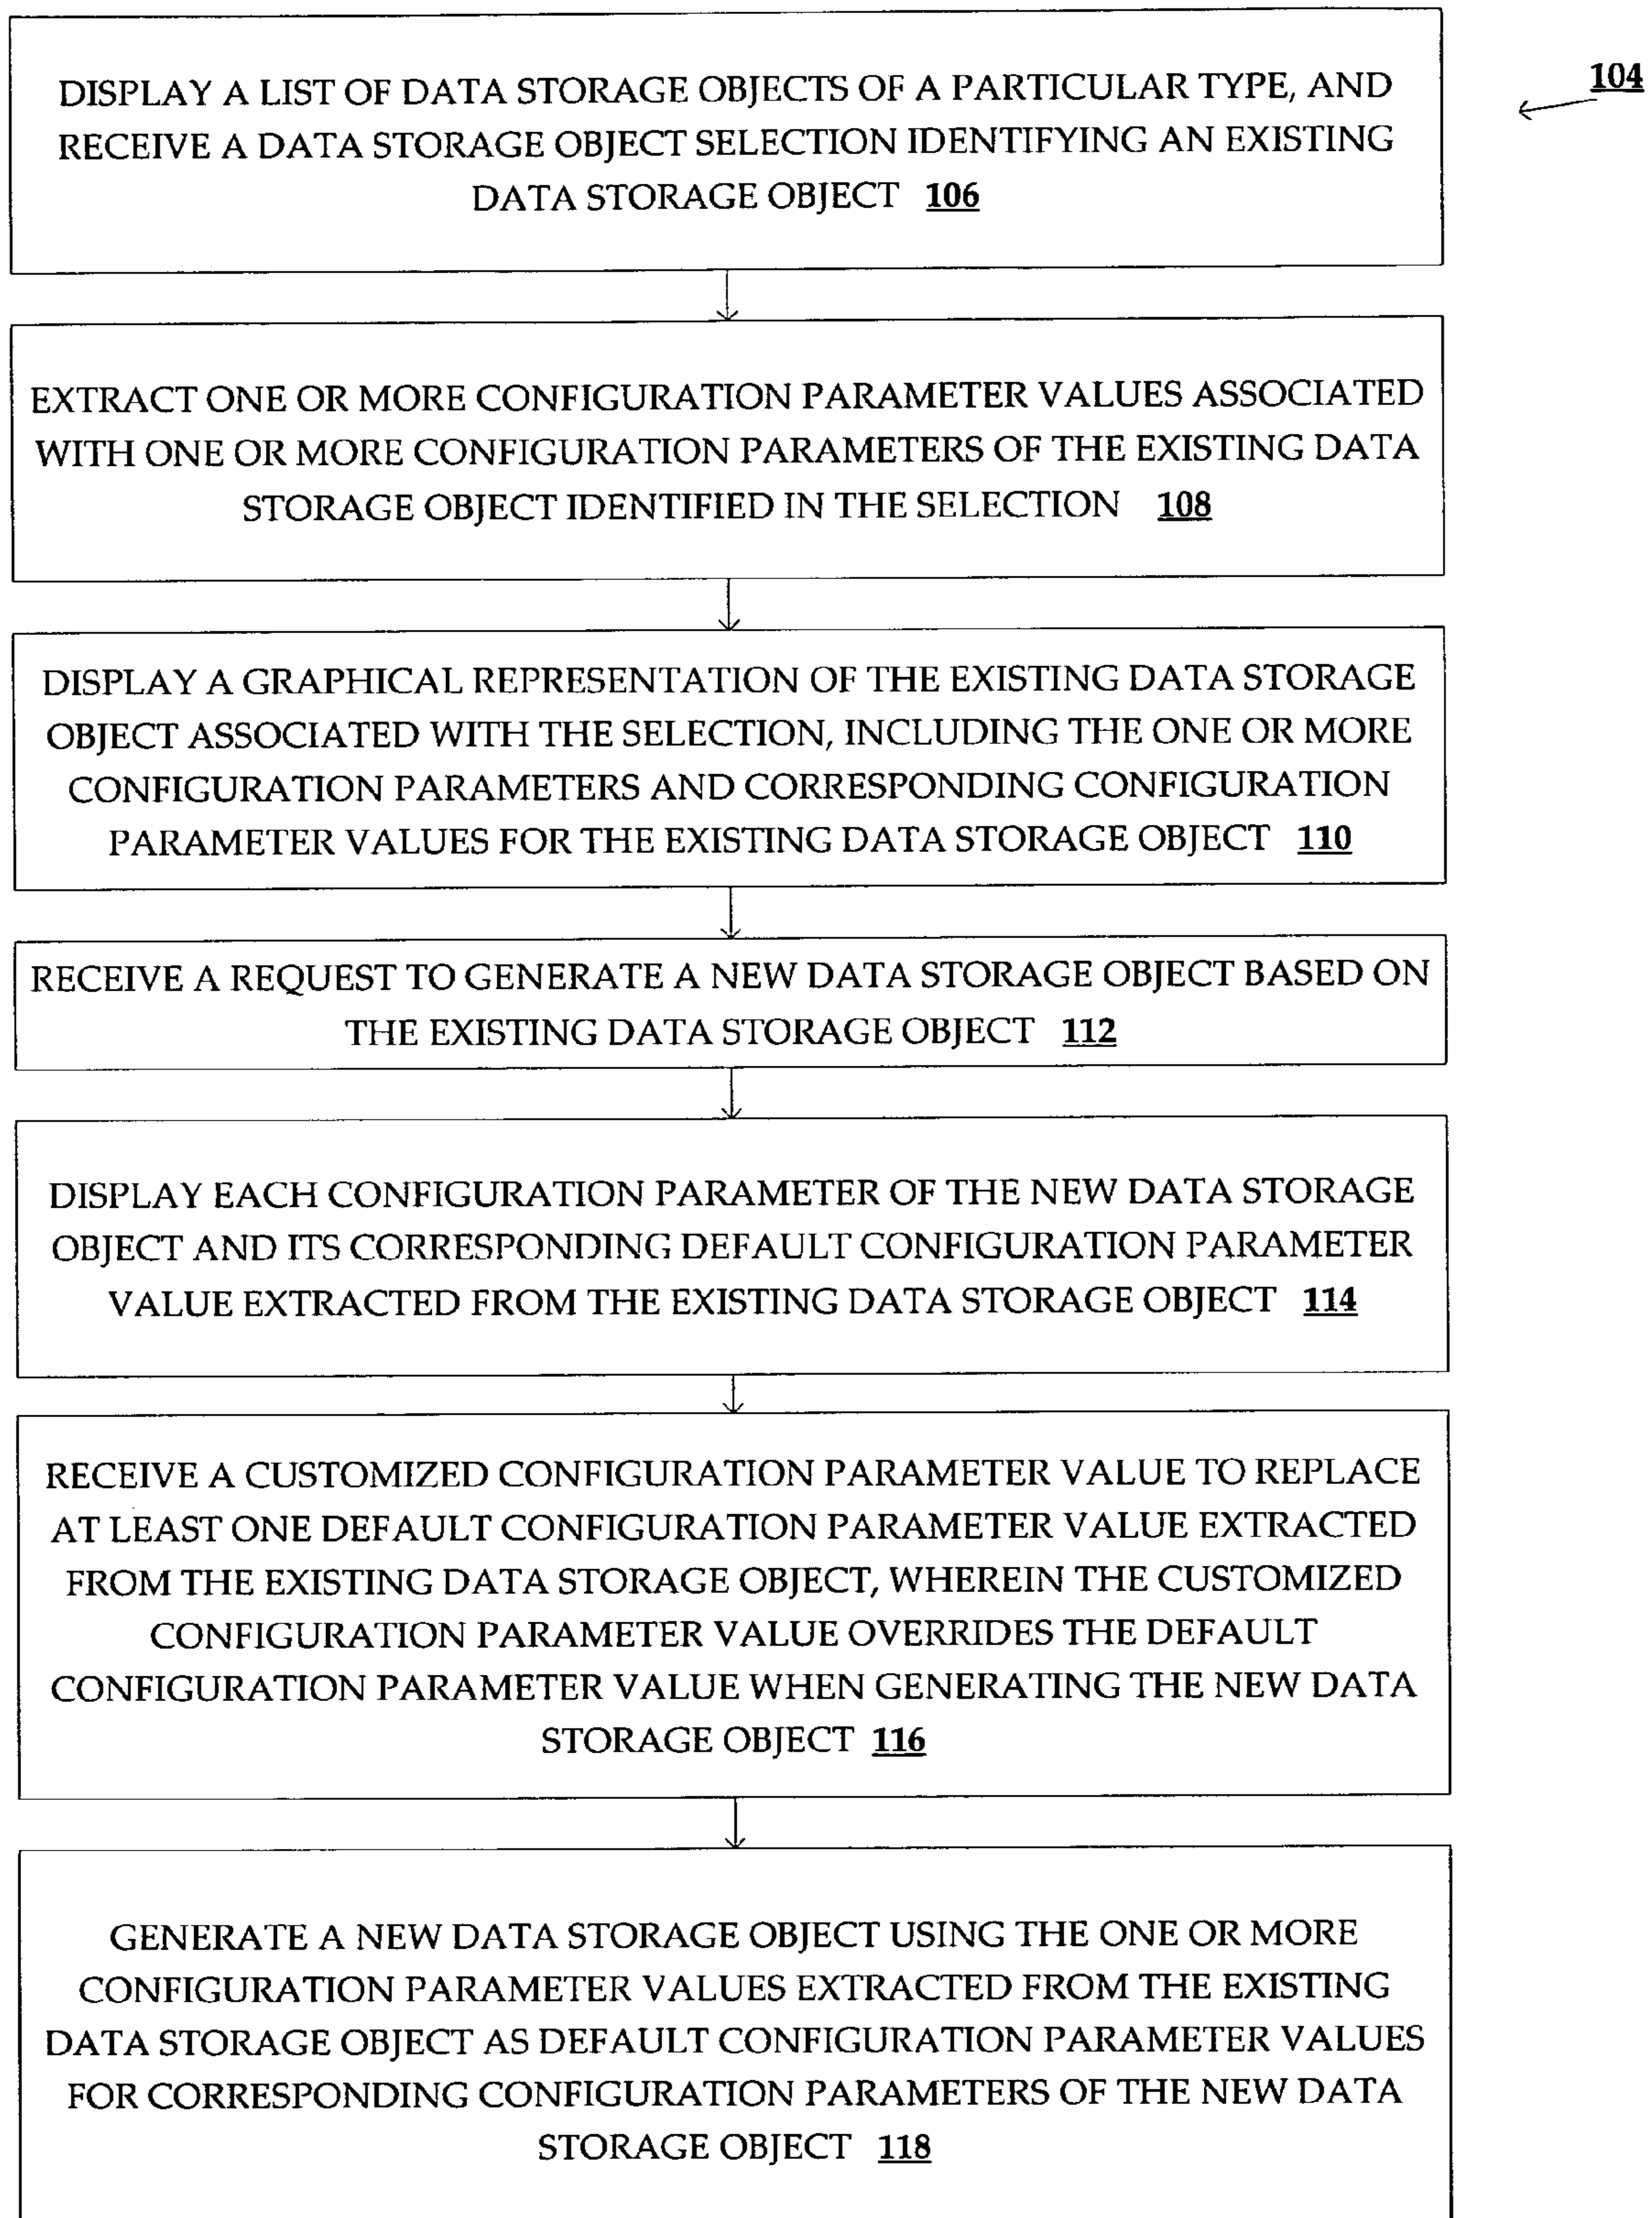 104
DISPLAY A LIST OF DATA STORAGE OBJECTS OF A PARTICULAR TYPE, AND
RECEIVE A DATA STORAGE OBJECT SELECTION IDENTIFYING AN EXISTING
DATA STORAGE OBJECT 106
EXTRACT ONE OR MORE CONFIGURATION PARAMETER VALUES ASSOCIATED
WITH ONE OR MORE CONFIGURATION PARAMETERS OF THE EXISTING DATA
STORAGE OBJECT IDENTIFIED IN THE SELECTION 108
DISPLAY A GRAPHICAL REPRESENTATION OF THE EXISTING DATA STORAGE
OBJECT ASSOCIATED WITH THE SELECTION, INCLUDING THE ONE OR MORE
CONFIGURATION PARAMETERS AND CORRESPONDING CONFIGURATION
PARAMETER VALUES FOR THE EXISTING DATA STORAGE OBJECT 110
RECEIVE A REQUEST TO GENERATE A NEW DATA STORAGE OBJECT BASED ON
THE EXISTING DATA STORAGE OBJECT 112
DISPLAY EACH CONFIGURATION PARAMETER OF THE NEW DATA STORAGE
OBJECT AND ITS CORRESPONDING DEFAULT CONFIGURATION PARAMETER
VALUE EXTRACTED FROM THE EXISTING DATA STORAGE OBJECT 114
RECEIVE A CUSTOMIZED CONFIGURATION PARAMETER VALUE TO REPLACE
AT LEAST ONE DEFAULT CONFIGURATION PARAMETER VALUE EXTRACTED
FROM THE EXISTING DATA STORAGE OBJECT, WHEREIN THE CUSTOMIZED
CONFIGURATION PARAMETER VALUE OVERRIDES THE DEFAULT
CONFIGURATION PARAMETER VALUE WHEN GENERATING THE NEW DATA
STORAGE OBJECT 116
GENERATE A NEW DATA STORAGE OBJECT USING THE ONE OR MORE
CONFIGURATION PARAMETER VALUES EXTRACTED FROM THE EXISTING
DATA STORAGE OBJECT AS DEFAULT CONFIGURATION PARAMETER VALUES
FOR CORRESPONDING CONFIGURATION PARAMETERS OF THE NEW DATA
STORAGE OBJECT 118